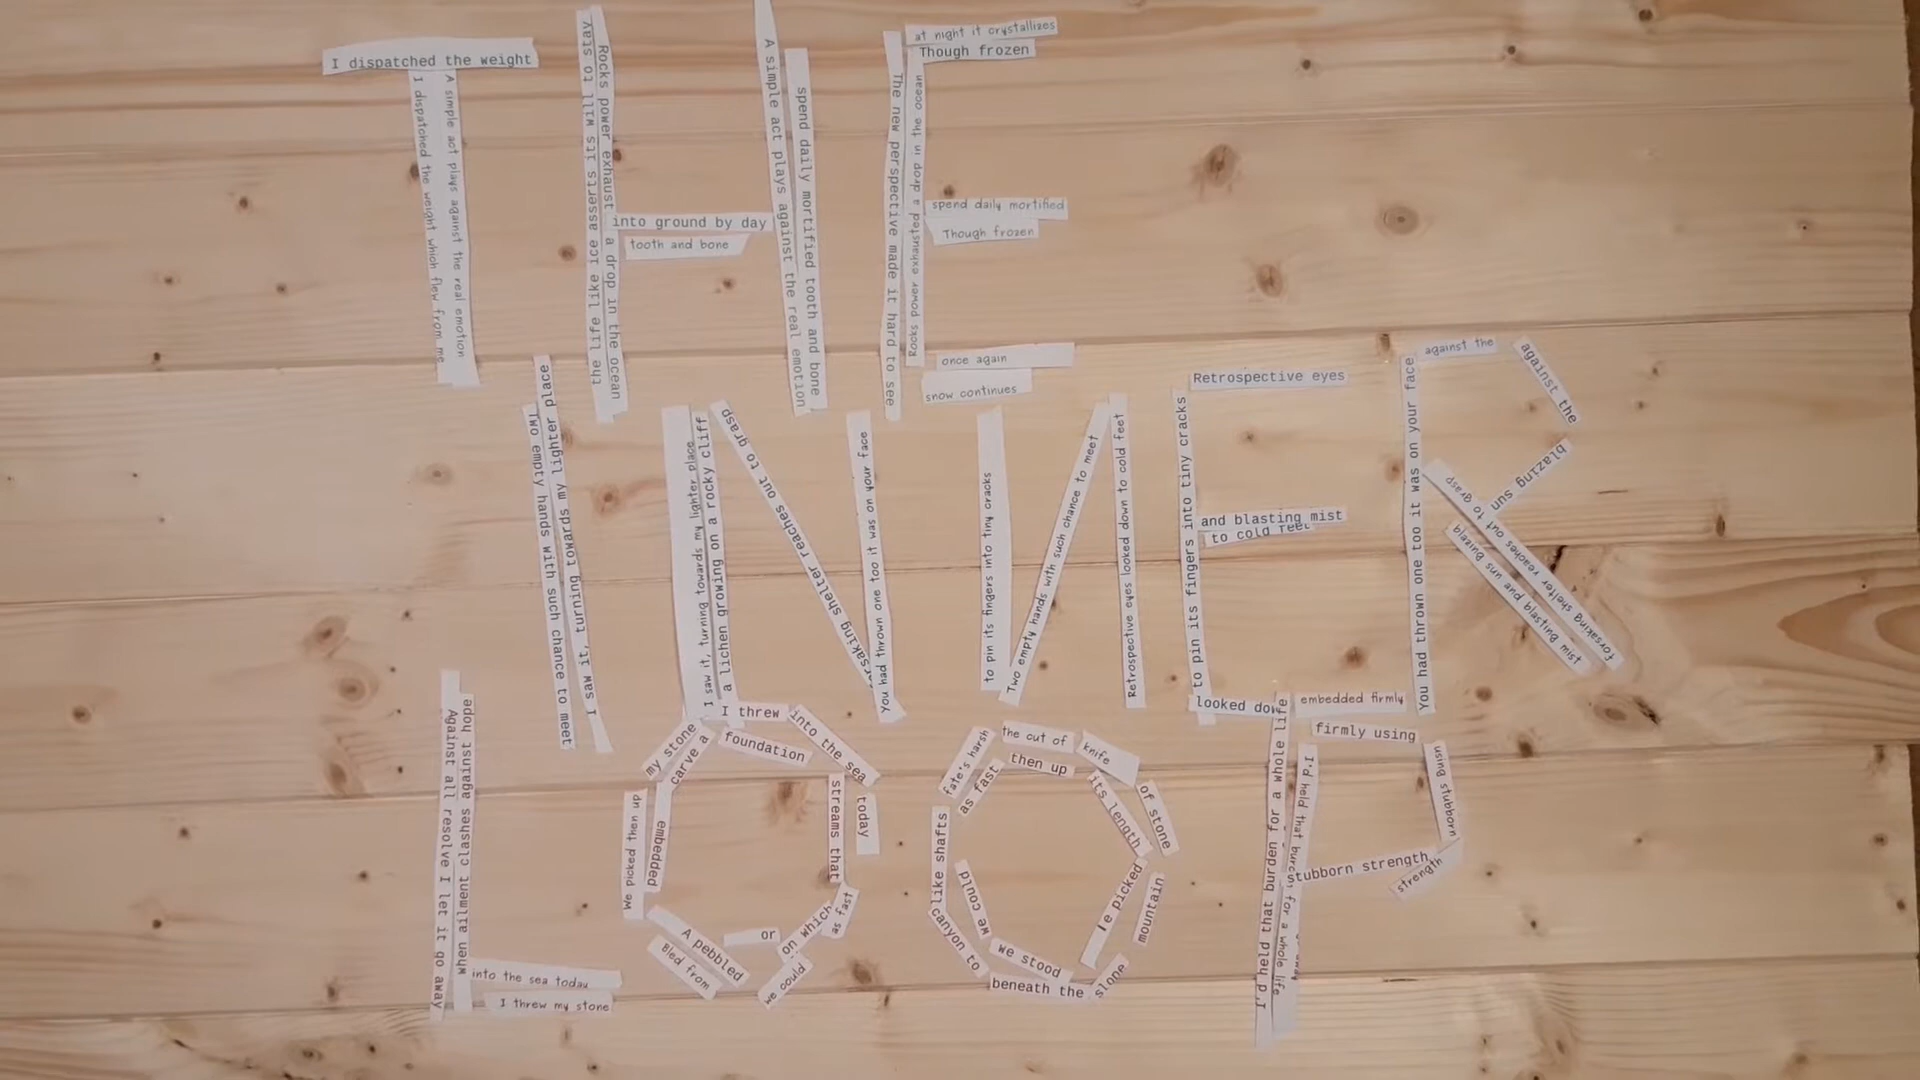 I dispatched the weight
I dispatched the weight which flew from me
A simple act plays against the real emotion
the life like ice asserts its will to stay
Rocks power exhaust a drop in the ocean
into ground by day
tooth and bone
A simple act plays against the real emotion
spend daily mortified tooth and bone
The new perspective made it hard to see
Rocks power exhausted a drop in the ocean
at night it crystallizes
Though frozen
spend daily mortified
Though frozen
once again
snow continues
Two empty hands with such chance to meet
I saw it, turning towards my lighter place
I saw it, turning towards my lighter place
a lichen growing on a rocky cliff
rsaking shelter reaches out to grasp
You had thrown one too it was on your face
to pin its fingers into tiny cracks
Two empty hands with such chance to meet
Retrospective eyes looked down to cold feet
to pin its fingers into tiny cracks
Retrospective eyes
and blasting mist
to cold feet
looked dow
You had thrown one too it was on your face
against the
against the
blazing sun
forsaking shelter reaches out to grasp
blazing sun and blasting mist
Against all resolve I let it go away
when ailment clashes against hope
into the sea today
I threw my stone
my stone
I threw
into the sea
today
carve a
foundation
streams that
We picked then up
embedded
as fast
on which
or
A pebbled
Bled from
we could
fate's harsh
the cut of
knife
of stone
as fast
then up
its length
mountain
like shafts
we could
we picked
canyon to
we stood
beneath the
slope
I'd held that burden for a whole life
I'd held that burd for a whole life
embedded firmly
firmly using
using stubborn
stubborn strength
strength